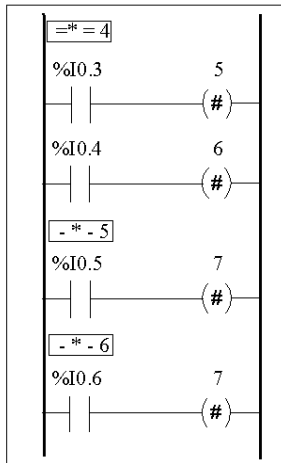 =* = 4
%I0.3 5
(#)
%I0.4 6
(#)
- * - 5
%I0.5 7
(#)
- * - 6
%I0.6 7
(#)